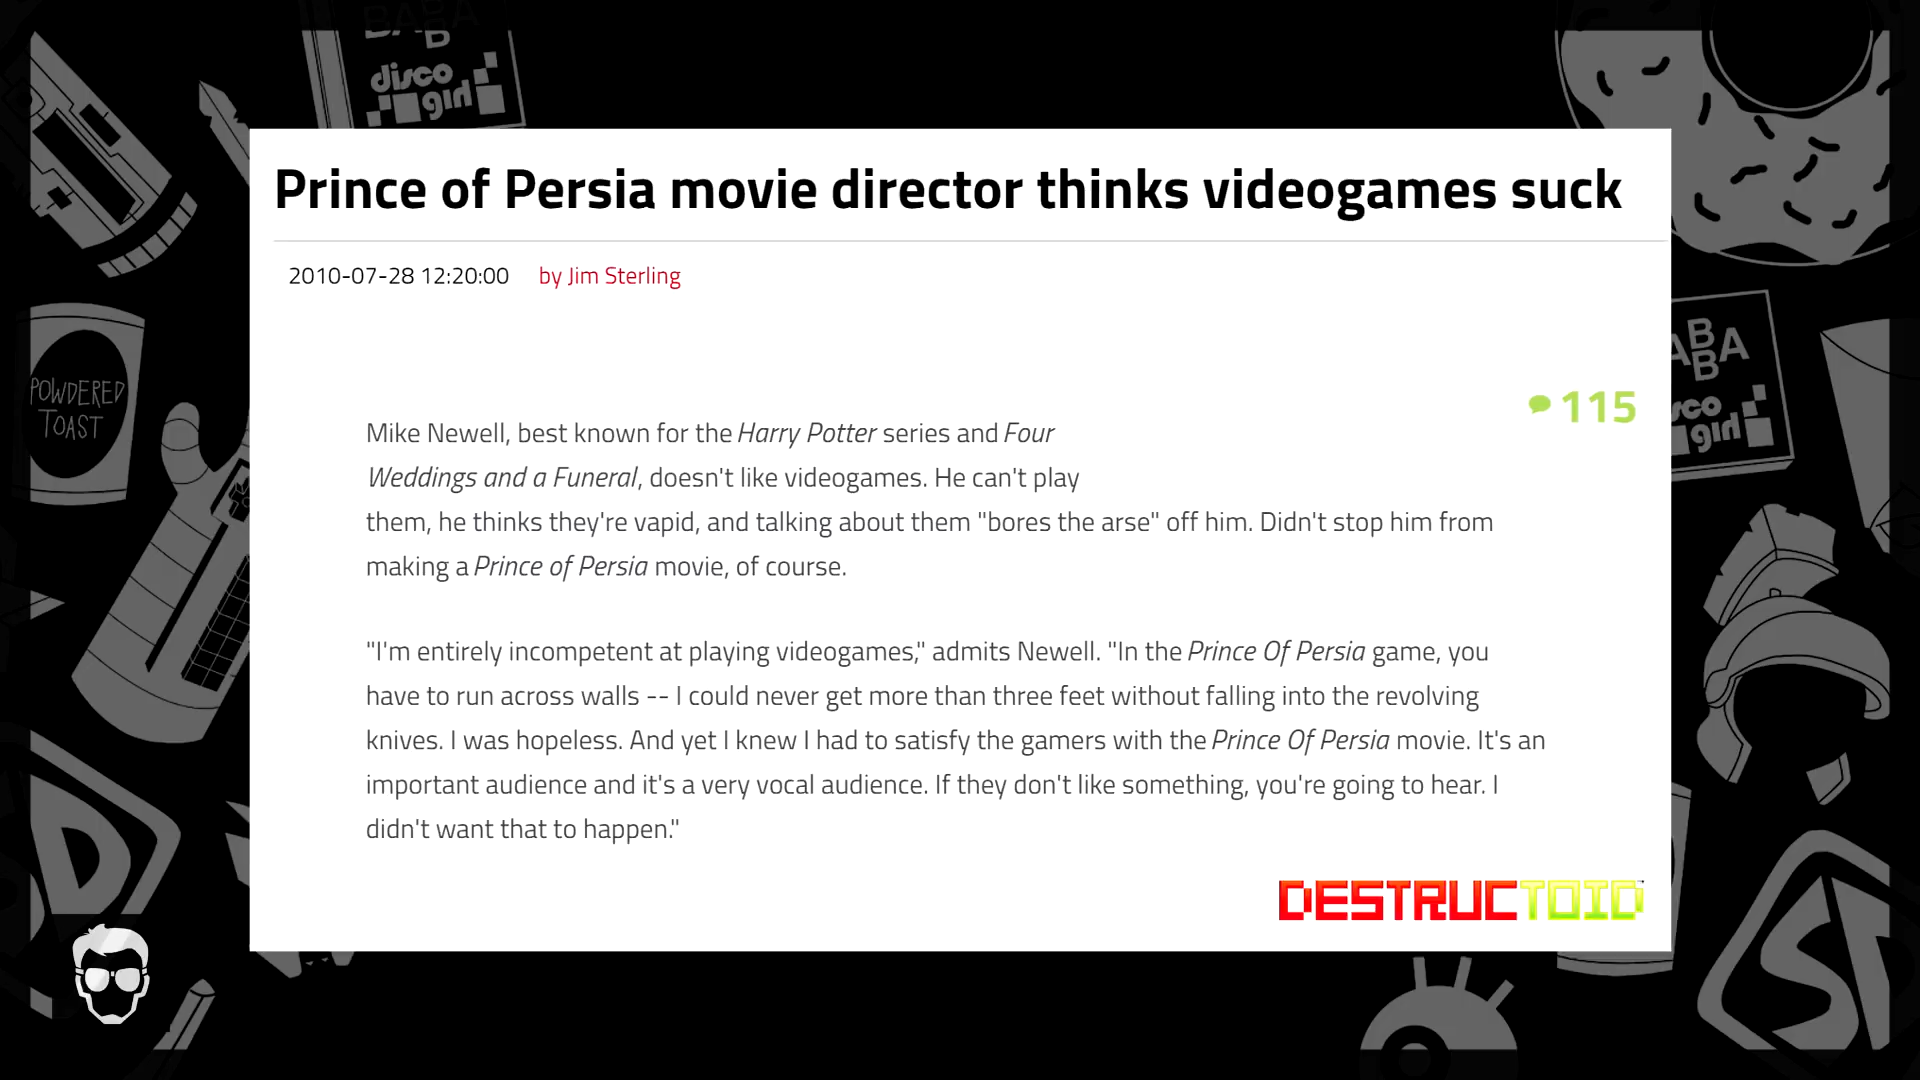 BABBA
disco
girl
Prince of Persia movie director thinks videogames suck
2010-07-28 12:20:00 by Jim Sterling
115
Mike Newell, best known for the Harry Potter series and Four
Weddings and a Funeral, doesn't like videogames. He can't play
them, he thinks they're vapid, and talking about them "bores the arse" off him. Didn't stop him from
making a Prince of Persia movie, of course.
"I'm entirely incompetent at playing videogames," admits Newell. "In the Prince Of Persia game, you
have to run across walls -- I could never get more than three feet without falling into the revolving
knives. I was hopeless. And yet I knew I had to satisfy the gamers with the Prince Of Persia movie. It's an
important audience and it's a very vocal audience. If they don't like something, you're going to hear. I
didn't want that to happen."
DESTRUCTOID
POWDERED
TOAST
ABBA
sco
girl